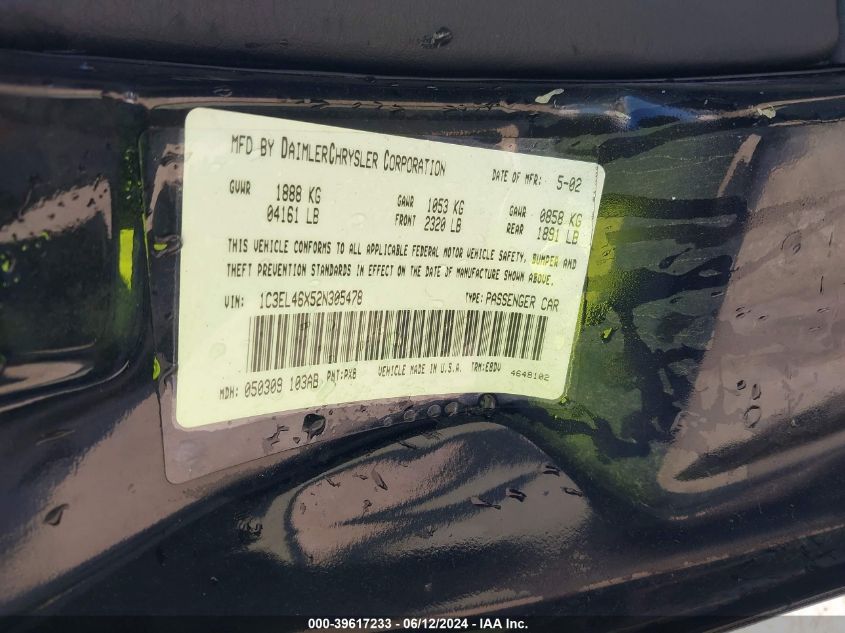 MFD BY DAIMLERCHRYSLER CORPORATION DATE OF MFR: 5-02
GVWR 1888 KG 04161 LB GAWR FRONT 1053 KG 2320 LB GAWR REAR 0858 KG 1891 LB
THIS VEHICLE CONFORMS TO ALL APPLICABLE FEDERAL MOTOR VEHICLE SAFETY, BUMPER AND
THEFT PREVENTION STANDARDS IN EFFECT ON THE DATE OF MANUFACTURE SHOWN ABOVE.
VIN: 1C3EL46X52N305478 TYPE: PASSENGER CAR
MDH: 050309 103AB PNT:PXB VEHICLE MADE IN U.S.A. TRM:E8DV 4648102
000-39617233 - 06/12/2024 - IAA Inc.